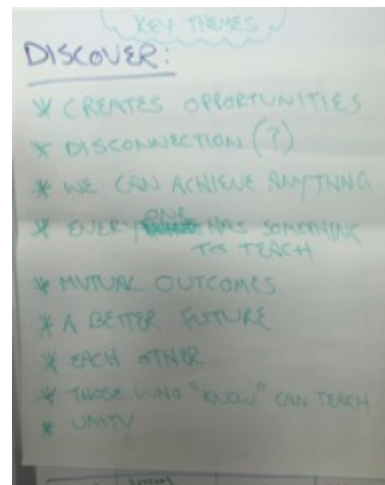 KEY THEMES
DISCOVER:
* CREATES OPPORTUNITIES
* DISCONNECTION (?)
* WE CAN ACHIEVE ANYTHING
* EVERY ONE HAS SOMETHING
TO TEACH
* MUTUAL OUTCOMES
* A BETTER FUTURE
* EACH OTHER
* THOSE WHO "KNOW" CAN TEACH
* UNITY